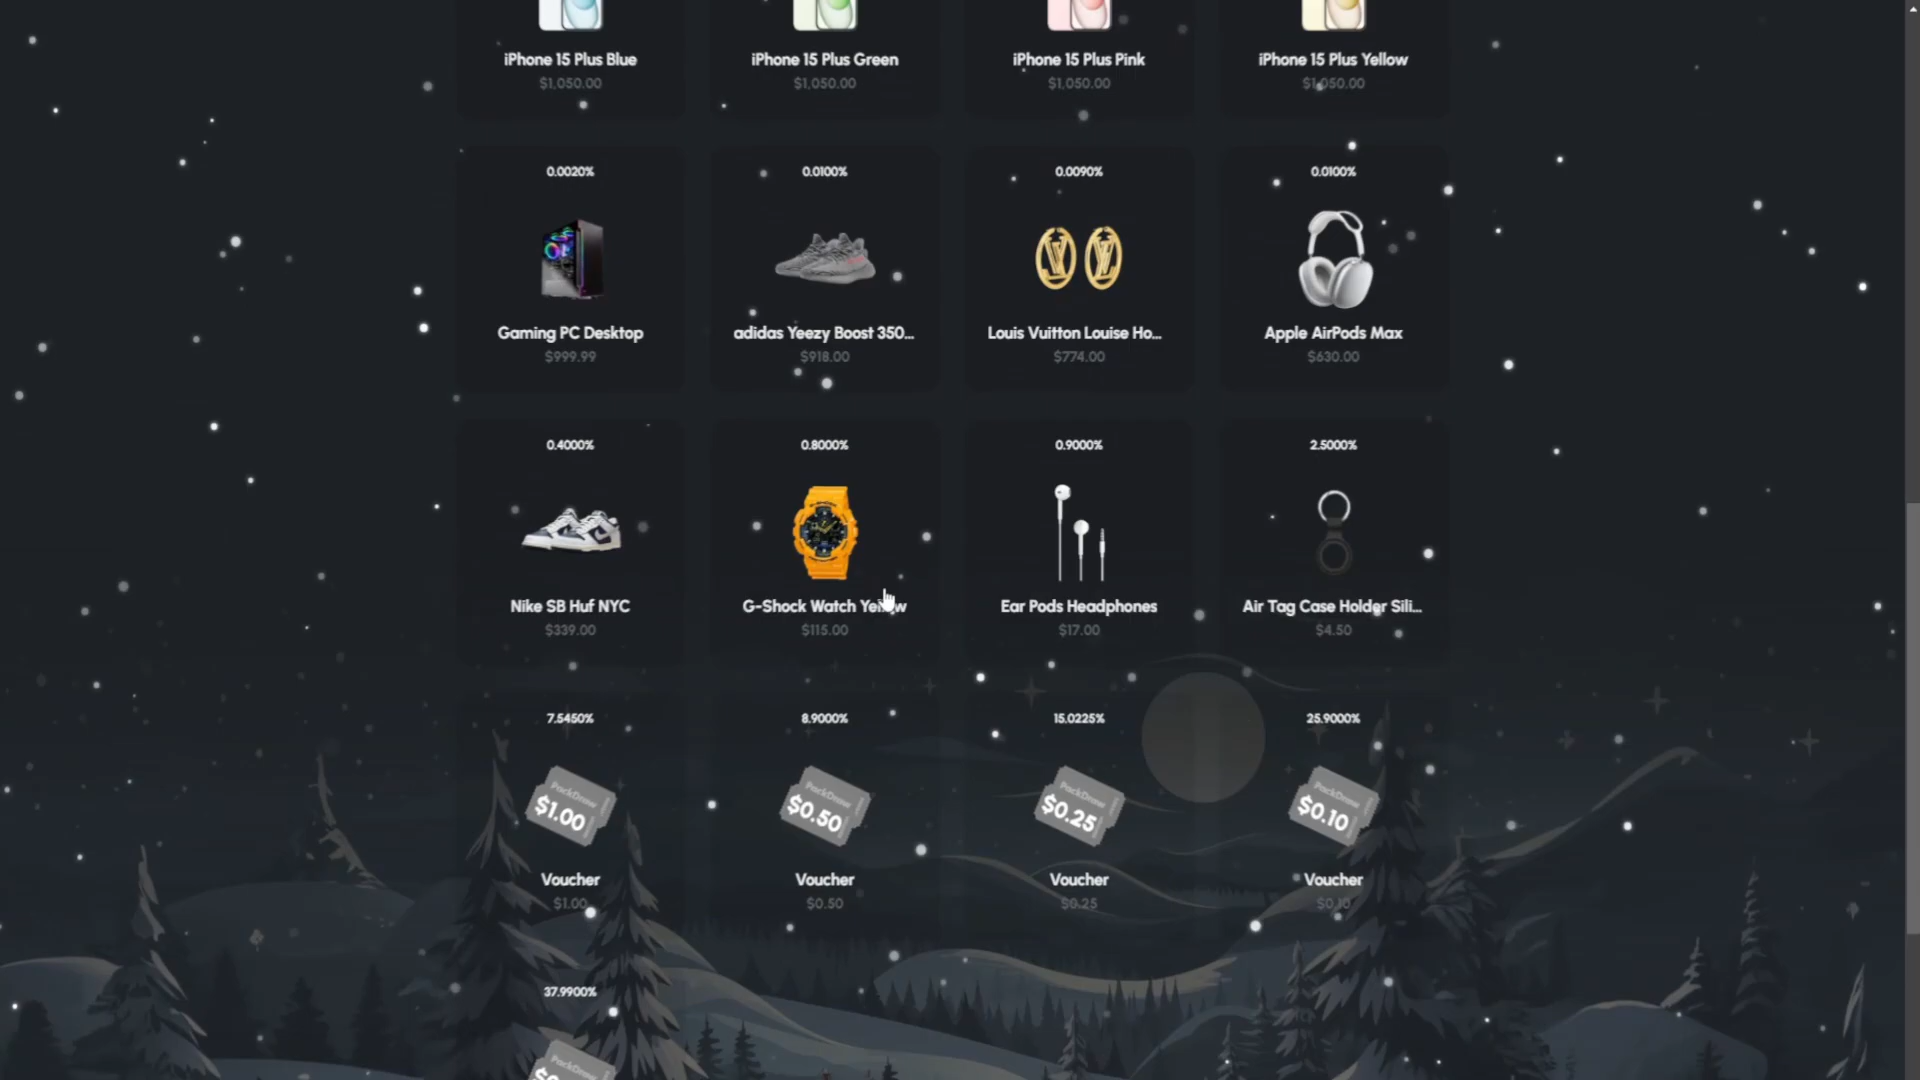 iPhone 15 Plus Blue
$1,050.00
iPhone 15 Plus Green
$1,050.00
iPhone 15 Plus Pink
$1,050.00
iPhone 15 Plus Yellow
$1,050.00
0.0020%
Gaming PC Desktop
$999.99
0.0100%
adidas Yeezy Boost 350...
$918.00
0.0090%
Louis Vuitton Louise Ho...
$774.00
0.0100%
Apple AirPods Max
$630.00
0.4000%
Nike SB Huf NYC
$339.00
0.8000%
G-Shock Watch Yellow
$115.00
0.9000%
Ear Pods Headphones
$17.00
2.5000%
Air Tag Case Holder Sili...
$4.50
7.5450%
PackDraw
$1.00
Voucher
$1.00
8.9000%
PackDraw
$0.50
Voucher
$0.50
15.0225%
PackDraw
$0.25
Voucher
$0.25
25.9000%
PackDraw
$0.10
Voucher
$0.10
37.9900%
PackDraw